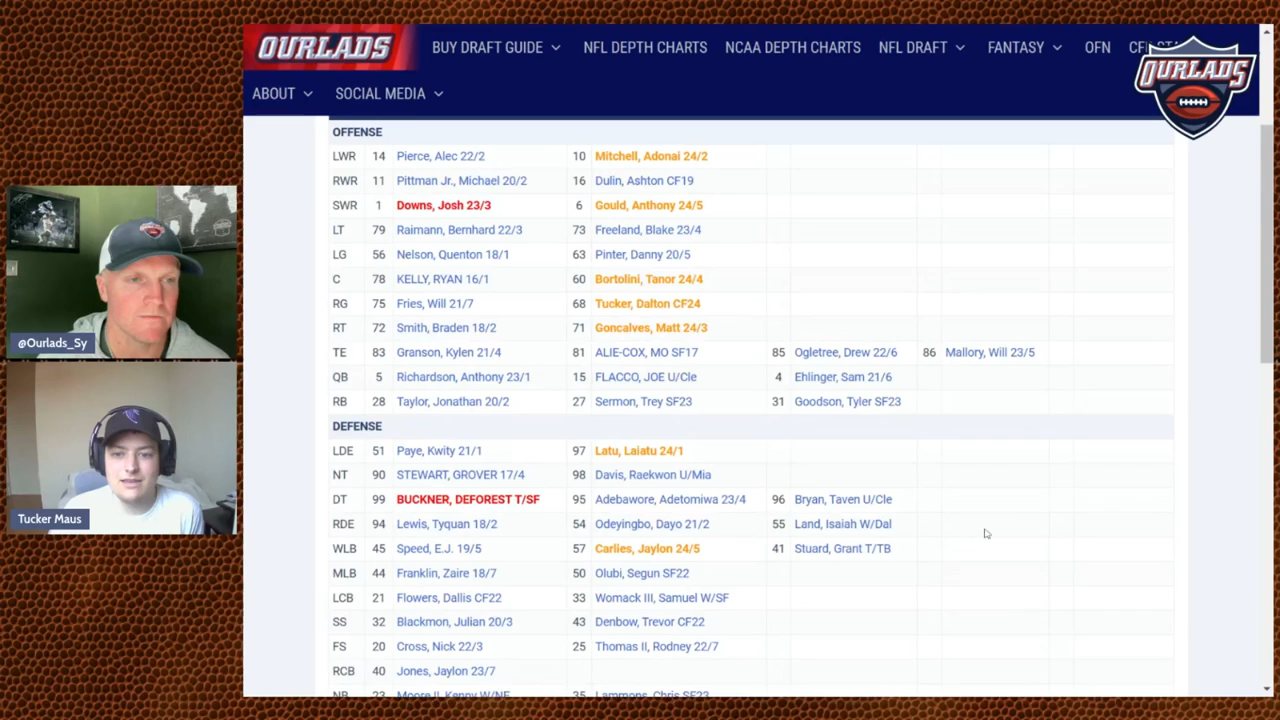 OURLADS BUY DRAFT GUIDE NFL DEPTH CHARTS NCAA DEPTH CHARTS NFL DRAFT FANTASY OFN
OURLADS
ABOUT SOCIAL MEDIA
OFFENSE
LWR 14 Pierce, Alec 22/2 10 Mitchell, Adonai 24/2
RWR 11 Pittman Jr., Michael 20/2 16 Dulin, Ashton CF19
SWR 1 Downs, Josh 23/3 6 Gould, Anthony 24/5
LT 79 Raimann, Bernhard 22/3 73 Freeland, Blake 23/4
LG 56 Nelson, Quenton 18/1 63 Pinter, Danny 20/5
C 78 KELLY, RYAN 16/1 60 Bortolini, Tanor 24/4
RG 75 Fries, Will 21/7 68 Tucker, Dalton CF24
RT 72 Smith, Braden 18/2 71 Goncalves, Matt 24/3
TE 83 Granson, Kylen 21/4 81 ALIE-COX, MO SF17 85 Ogletree, Drew 22/6 86 Mallory, Will 23/5
QB 5 Richardson, Anthony 23/1 15 FLACCO, JOE U/Cle 4 Ehlinger, Sam 21/6
RB 28 Taylor, Jonathan 20/2 27 Sermon, Trey SF23 31 Goodson, Tyler SF23
DEFENSE
LDE 51 Paye, Kwity 21/1 97 Latu, Laiatu 24/1
NT 90 STEWART, GROVER 17/4 98 Davis, Raekwon U/Mia
DT 99 BUCKNER, DEFOREST T/SF 95 Adebawore, Adetomiwa 23/4 96 Bryan, Taven U/Cle
RDE 94 Lewis, Tyquan 18/2 54 Odeyingbo, Dayo 21/2 55 Land, Isaiah W/Dal
WLB 45 Speed, E.J. 19/5 57 Carlies, Jaylon 24/5 41 Stuard, Grant T/TB
MLB 44 Franklin, Zaire 18/7 50 Olubi, Segun SF22
LCB 21 Flowers, Dallis CF22 33 Womack III, Samuel W/SF
SS 32 Blackmon, Julian 20/3 43 Denbow, Trevor CF22
FS 20 Cross, Nick 22/3 25 Thomas II, Rodney 22/7
RCB 40 Jones, Jaylon 23/7
NB 23 Moore II, Kenny W/NE 35 Lammons, Chris SF23
@Ourlads_Sy
Tucker Maus